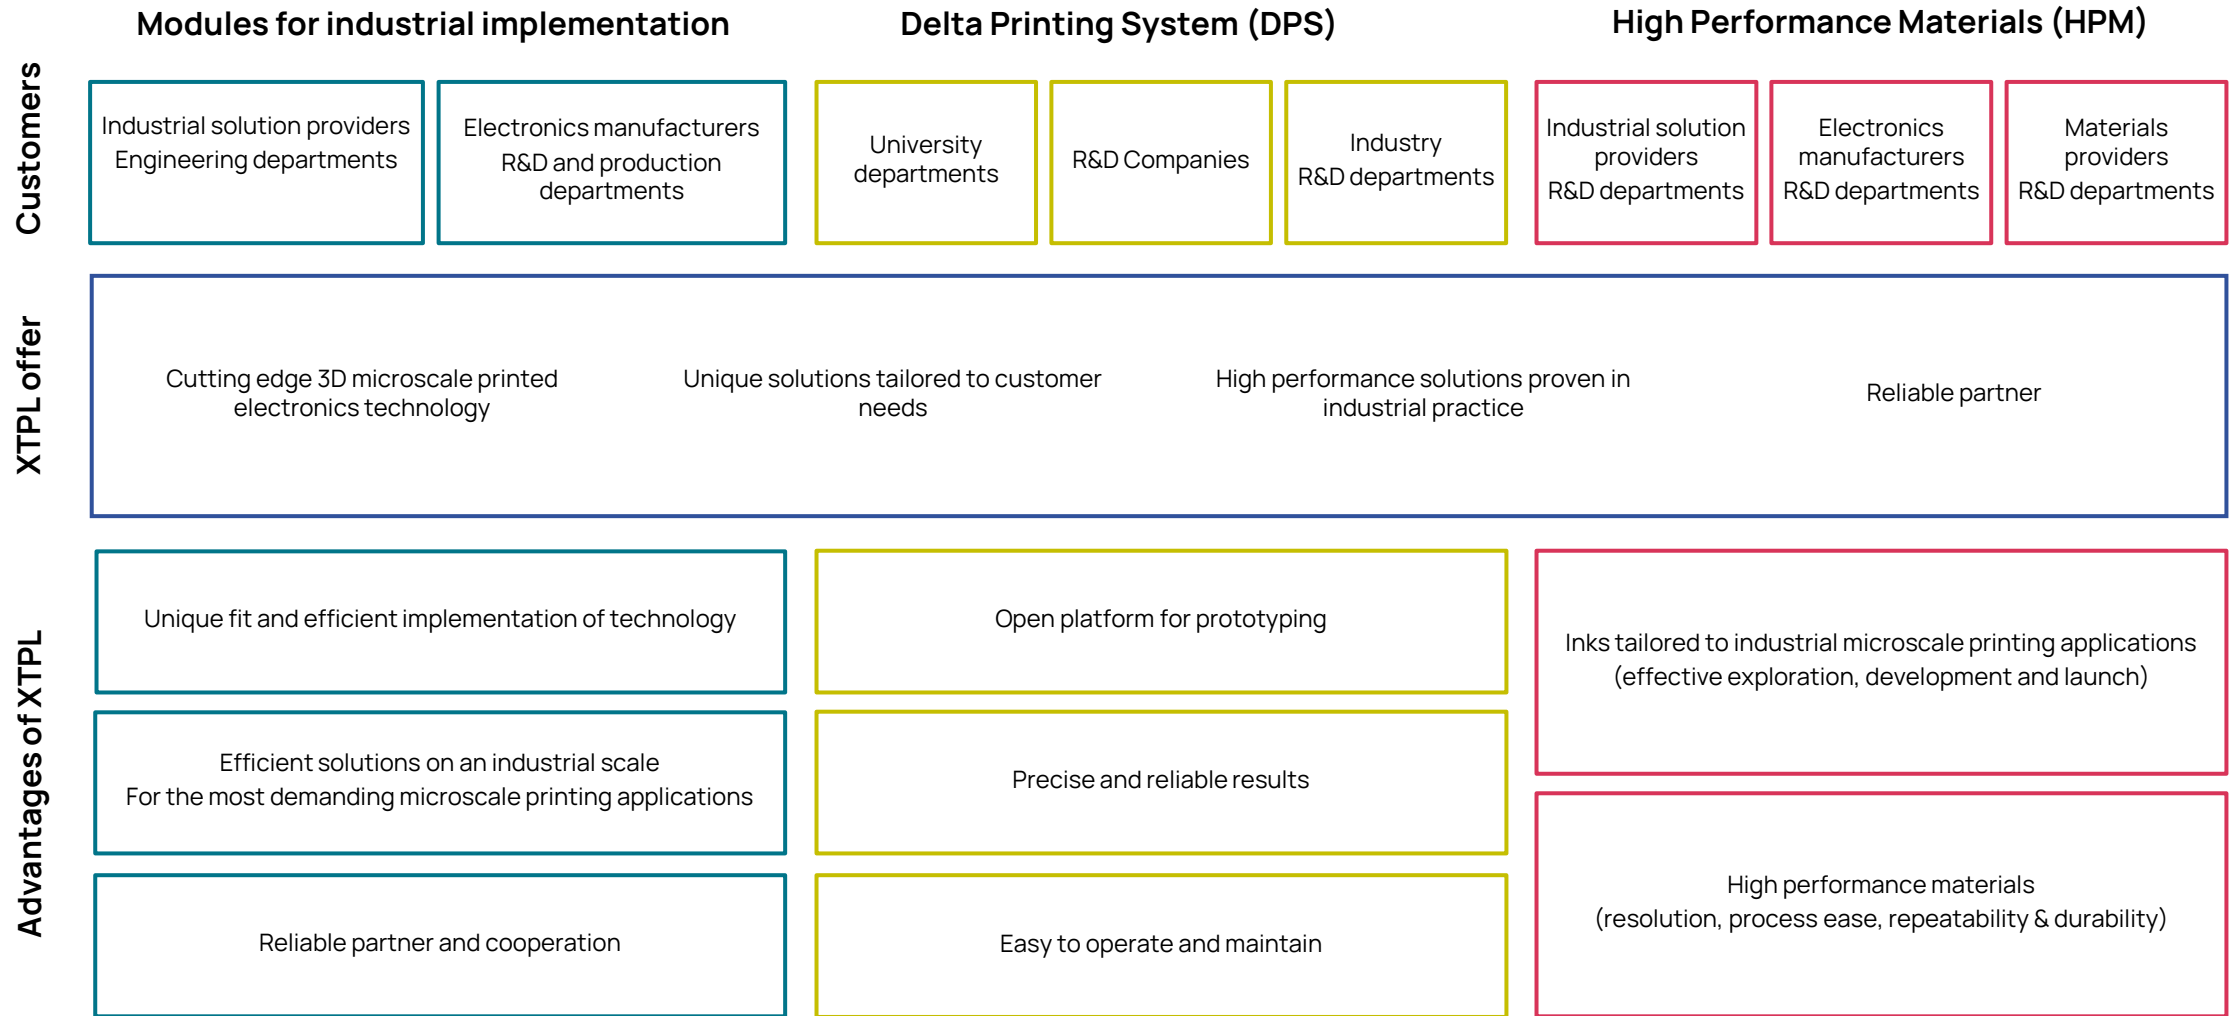 Modules for industrial implementation
Delta Printing System (DPS)
High Performance Materials (HPM)
Customers
Industrial solution providers
Engineering departments
Electronics manufacturers
R&D and production
departments
University
departments
R&D Companies
Industry
R&D departments
Industrial solution
providers
R&D departments
Electronics
manufacturers
R&D departments
Materials
providers
R&D departments
XTPL offer
Cutting edge 3D microscale printed
electronics technology
Unique solutions tailored to customer
needs
High performance solutions proven in
industrial practice
Reliable partner
Advantages of XTPL
Unique fit and efficient implementation of technology
Efficient solutions on an industrial scale
For the most demanding microscale printing applications
Reliable partner and cooperation
Open platform for prototyping
Precise and reliable results
Easy to operate and maintain
Inks tailored to industrial microscale printing applications
(effective exploration, development and launch)
High performance materials
(resolution, process ease, repeatability & durability)